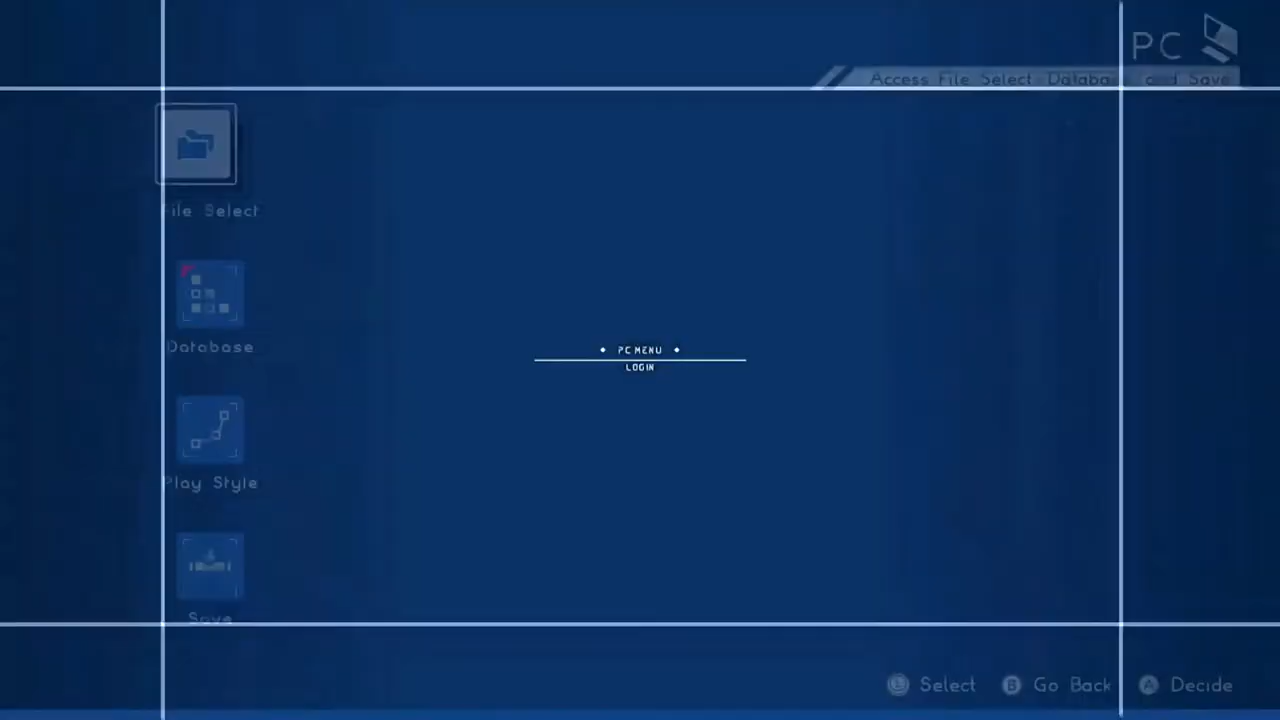 PC
Access File Select, Database, and Save
File Select
Database
PC MENU
LOGIN
Play Style
Save
L Select B Go Back A Decide